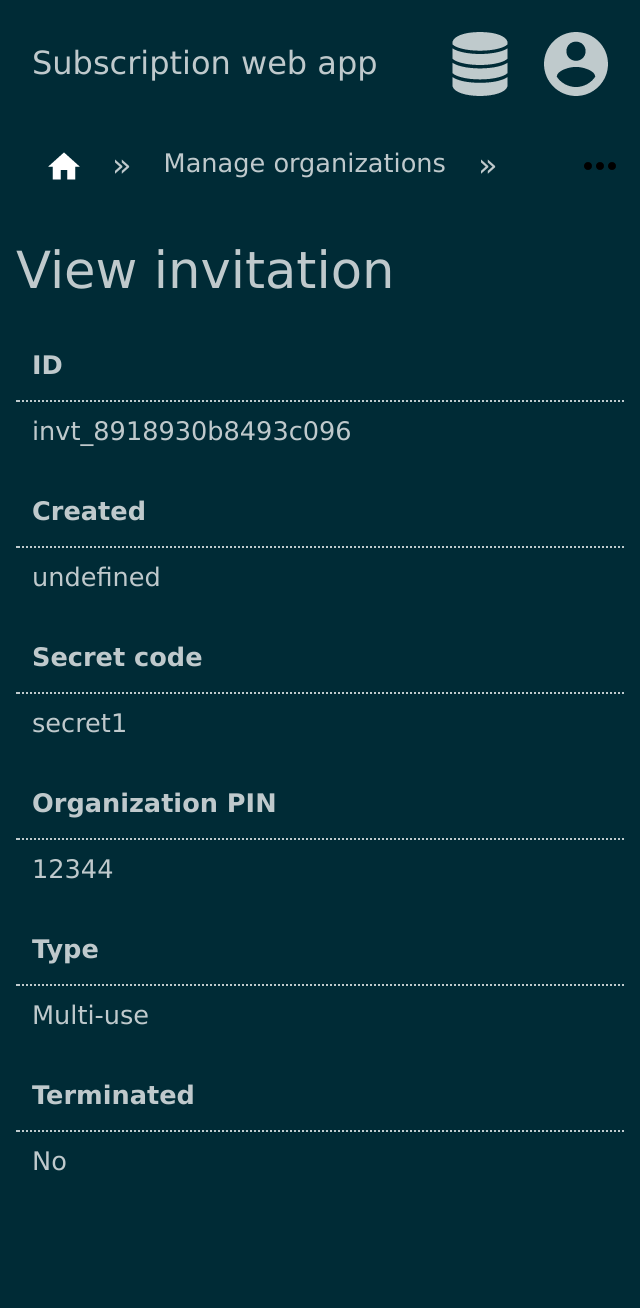 Subscription web app
» Manage organizations »
View invitation
ID
invt_8918930b8493c096
Created
undefined
Secret code
secret1
Organization PIN
12344
Type
Multi-use
Terminated
No